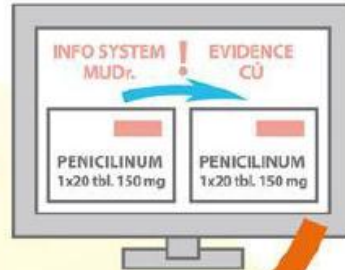 INFO SYSTEM
MUDr.
!
EVIDENCE
CÚ
PENICILINUM
1x20 tbl. 150 mg
PENICILINUM
1x20 tbl. 150 mg